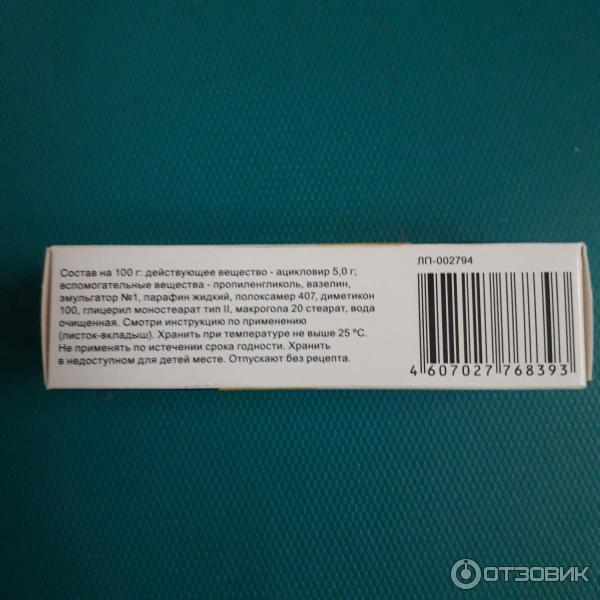 Состав на 100 г: действующее вещество - ацикловир 5,0 г;
вспомогательные вещества - пропиленгликоль, вазелин,
эмульгатор №1, парафин жидкий, полоксамер 407, диметикон
100, глицерил моностеарат тип II, макрогола 20 стеарат, вода
очищенная. Смотри инструкцию по применению
(листок-вкладыш). Хранить при температуре не выше 25 ºС.
Не применять по истечении срока годности. Хранить
в недоступном для детей месте. Отпускают без рецепта.
ЛП-002794
4 607027 768393
ОТЗОВИК